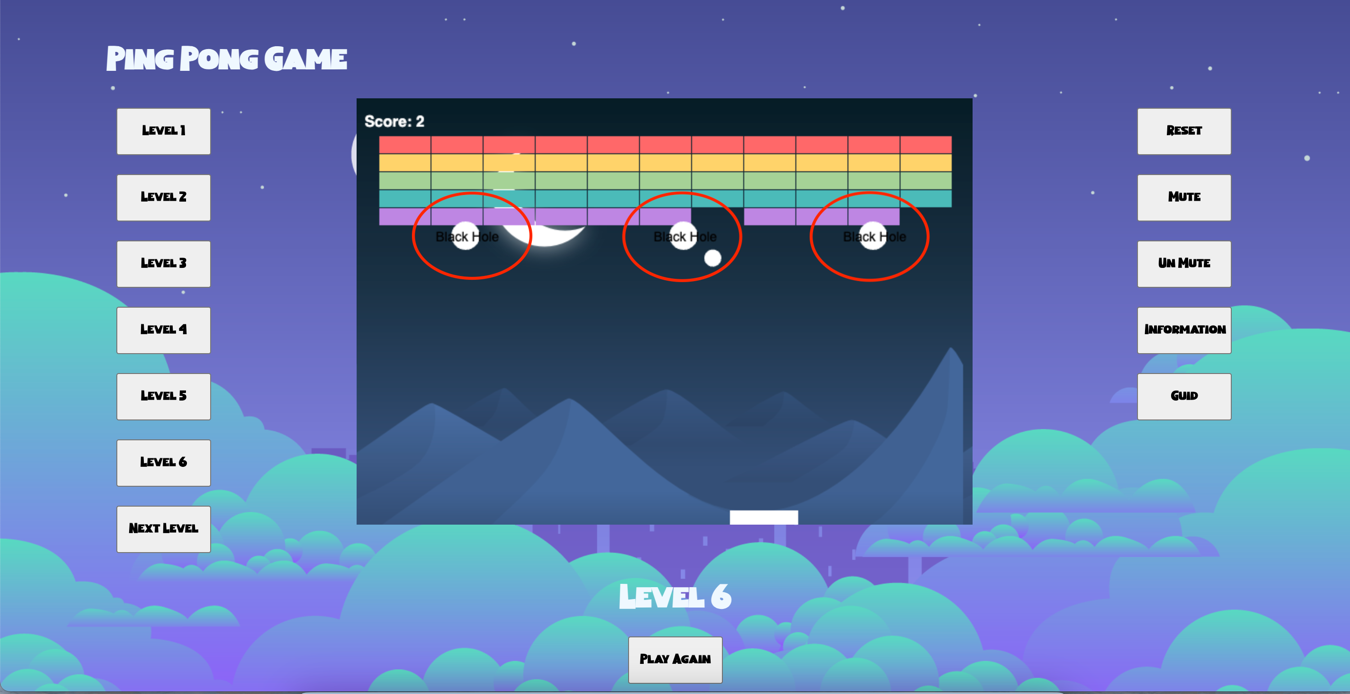 Ping Pong Game
Level 1
Level 2
Level 3
Level 4
Level 5
Level 6
Next Level
Score: 2
Black Hole
Black Hole
Black Hole
Reset
Mute
Un Mute
Information
Guid
Level 6
Play Again